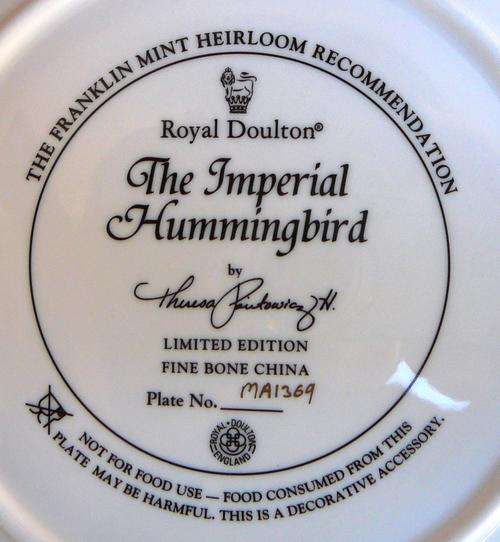 THE FRANKLIN MINT HEIRLOOM RECOMMENDATION
Royal Doulton®
The Imperial
Hummingbird
by
Theresa
LIMITED EDITION
FINE BONE CHINA
Plate No. MA1369
ROYAL · DOULTON
ENGLAND
NOT FOR FOOD USE — FOOD CONSUMED FROM THIS
PLATE MAY BE HARMFUL. THIS IS A DECORATIVE ACCESSORY.